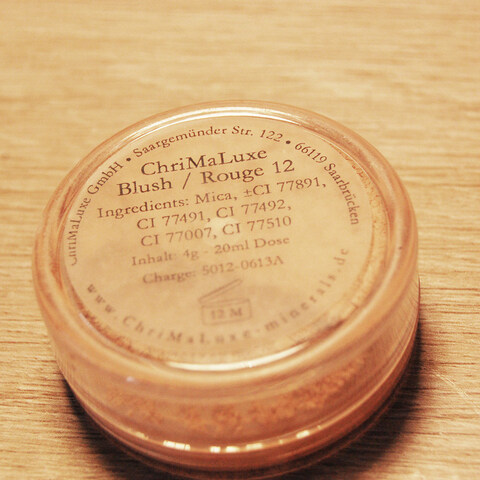 ChriMaLuxe GmbH • Saargemünder Str. 122 • 66119 Saarbrücken
ChriMaLuxe
Blush / Rouge 12
Ingredients: Mica, ±CI 77891,
CI 77491, CI 77492,
CI 77007, CI 77510
Inhalt: 4g - 20ml Dose
Charge: 5012-0613A
12 M
www.ChriMaLuxe-minerals.de